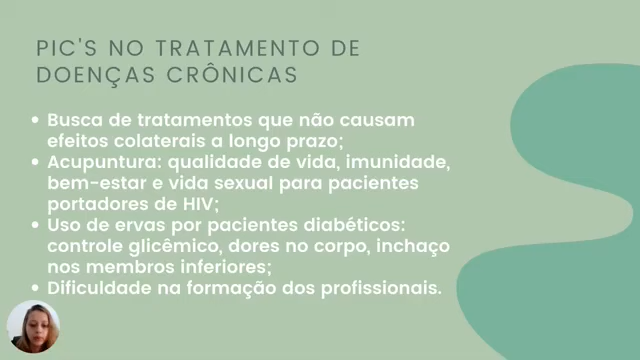 PIC'S NO TRATAMENTO DE
DOENÇAS CRÔNICAS
• Busca de tratamentos que não causam
efeitos colaterais a longo prazo;
• Acupuntura: qualidade de vida, imunidade,
bem-estar e vida sexual para pacientes
portadores de HIV;
• Uso de ervas por pacientes diabéticos:
controle glicêmico, dores no corpo, inchaço
nos membros inferiores;
• Dificuldade na formação dos profissionais.